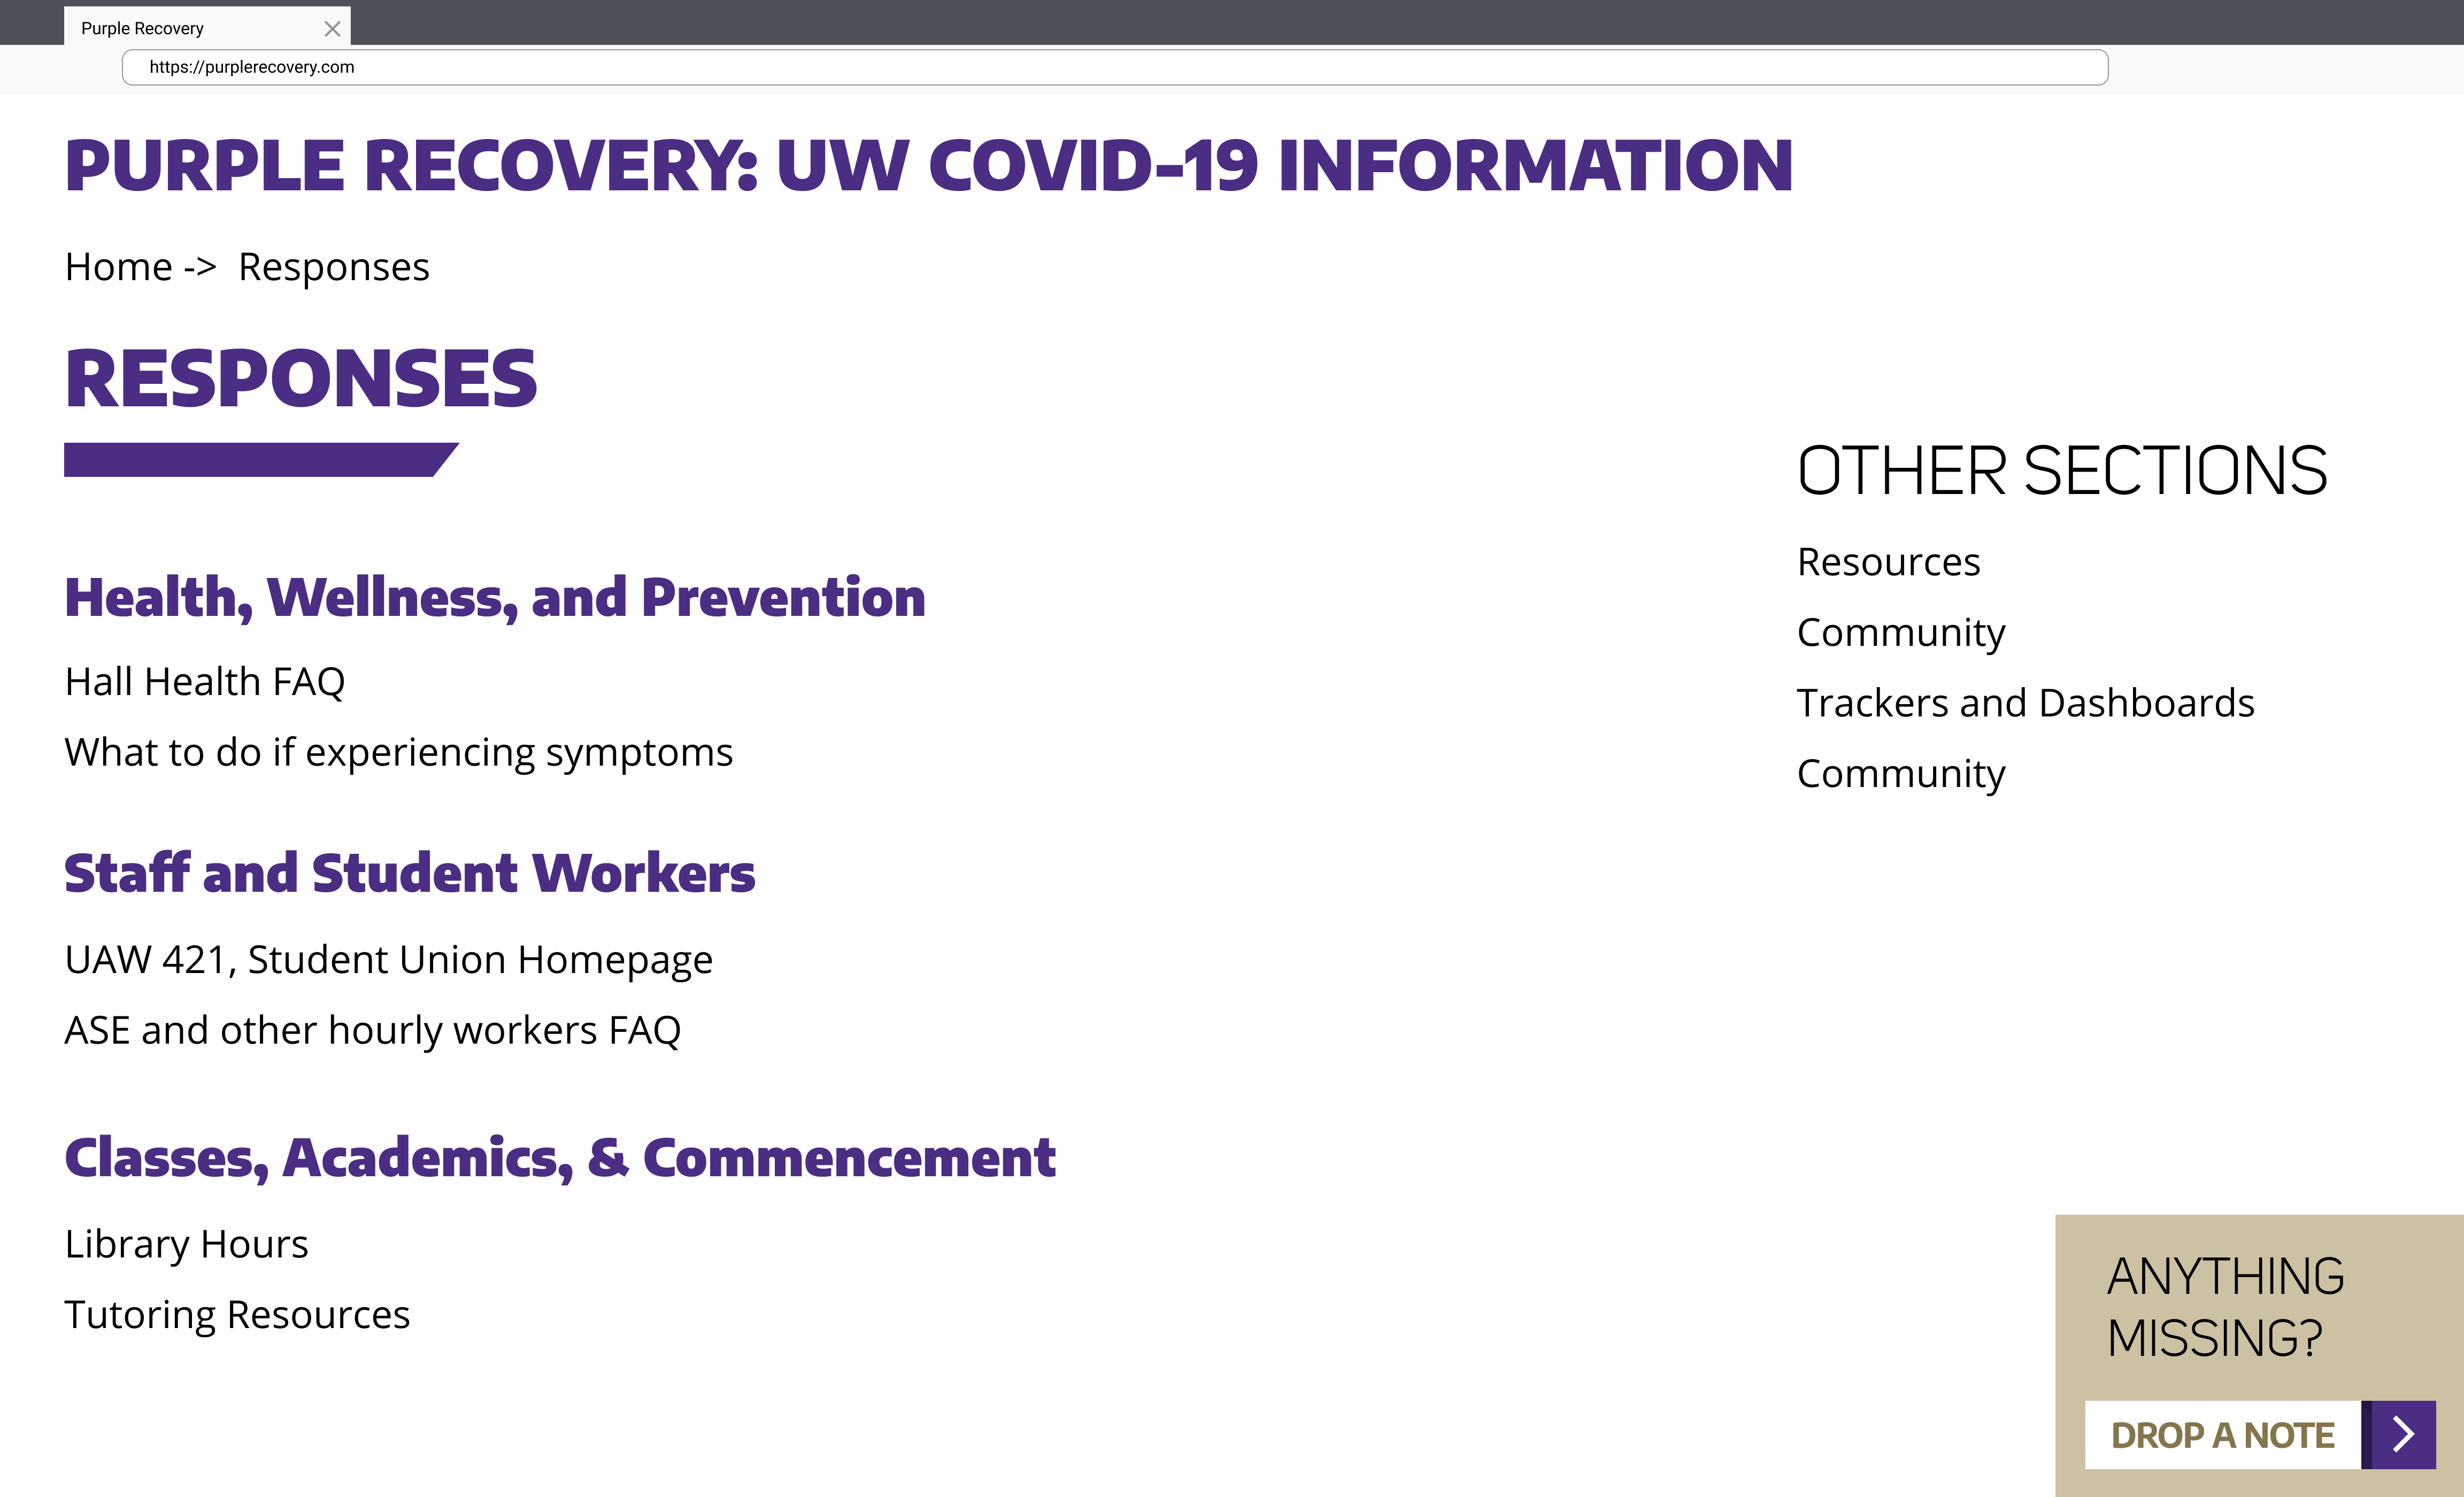 Purple Recovery
https://purplerecovery.com
PURPLE RECOVERY: UW COVID-19 INFORMATION
Home -> Responses
RESPONSES
Health, Wellness, and Prevention
Hall Health FAQ
What to do if experiencing symptoms
Staff and Student Workers
UAW 421, Student Union Homepage
ASE and other hourly workers FAQ
Classes, Academics, & Commencement
Library Hours
Tutoring Resources
OTHER SECTIONS
Resources
Community
Trackers and Dashboards
Community
ANYTHING
MISSING?
DROP A NOTE